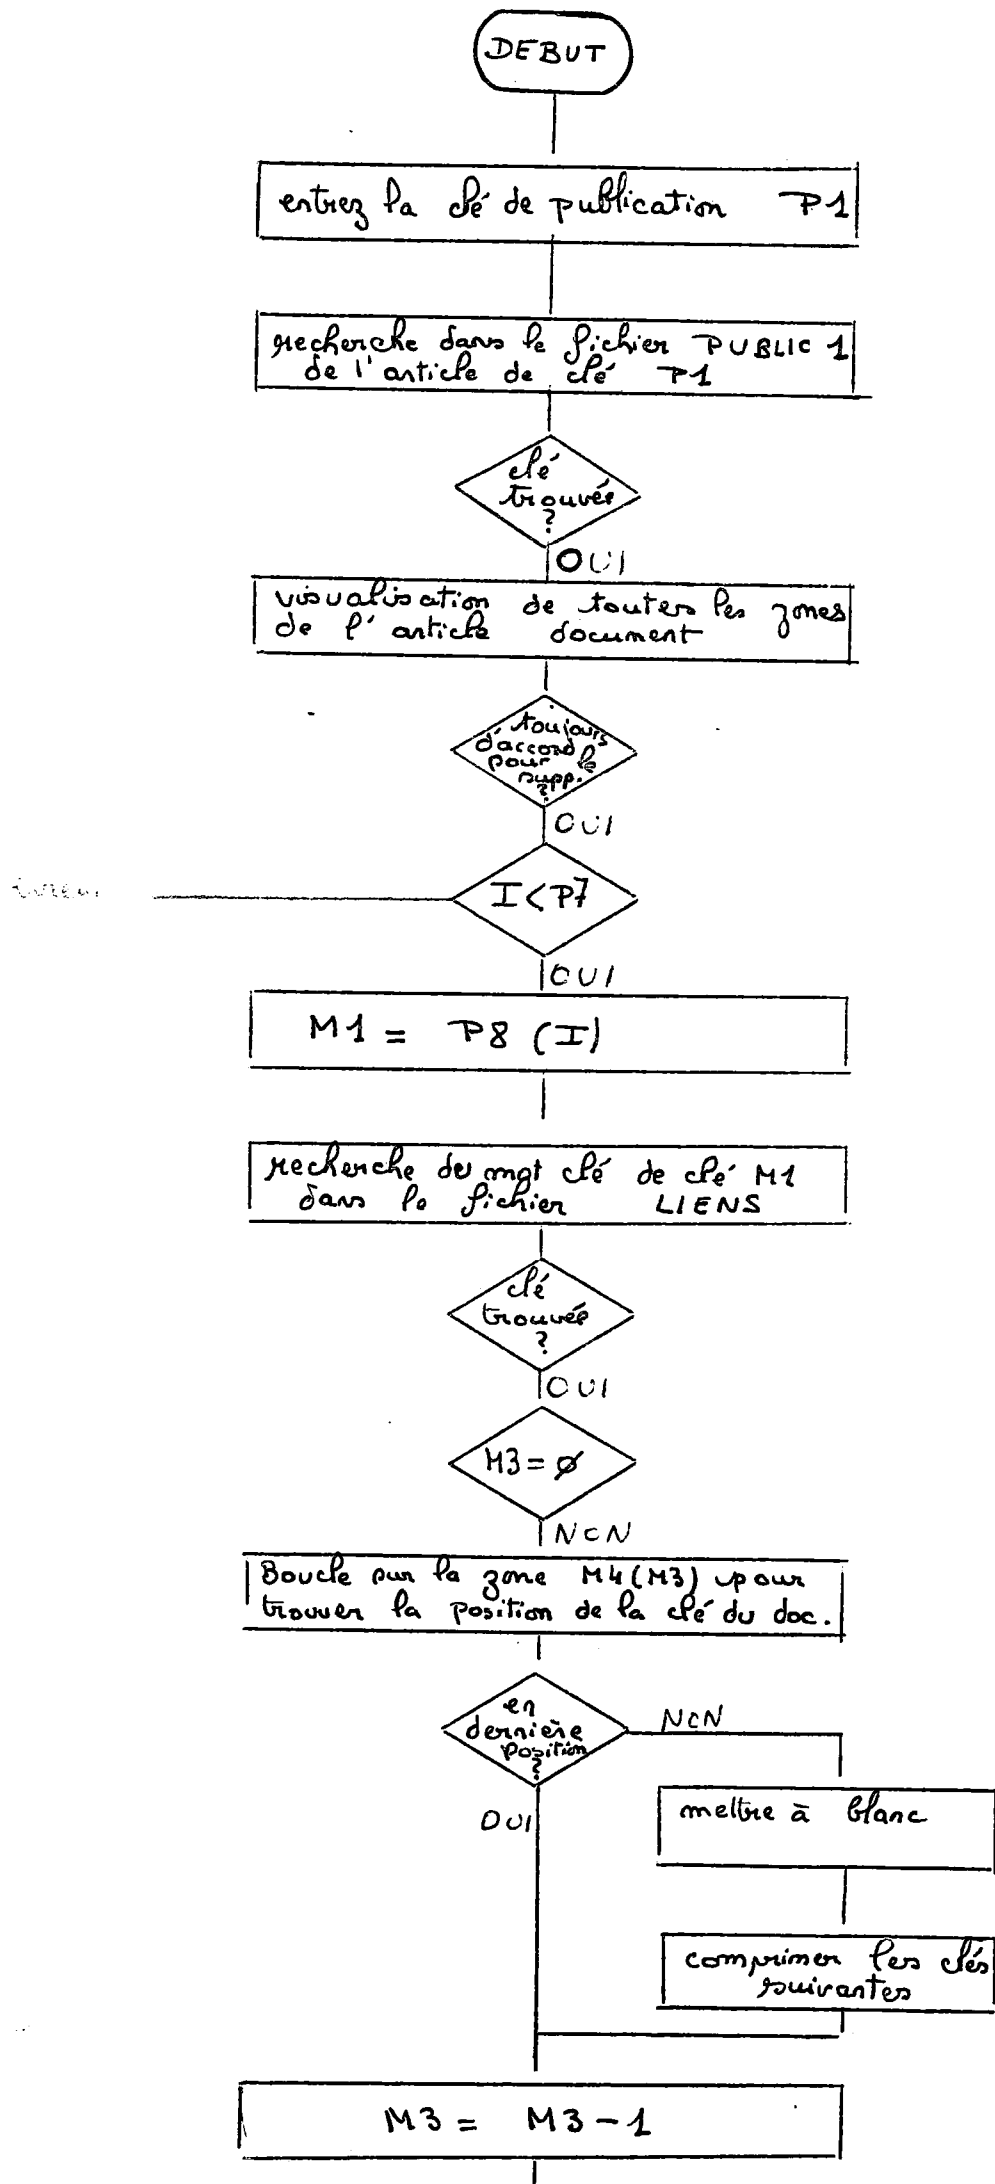 DEBUT
entrez la clé de publication P1
recherche dans le fichier PUBLIC 1
de l'article de clé P1
clé
trouvée
?
OUI
visualisation de toutes les zones
de l'article document
toujours
d'accord
pour la
supp.
?
OUI
I < P7
OUI
M1 = P8 (I)
recherche du mot clé de clé M1
dans le fichier LIENS
clé
trouvée
?
OUI
M3 = ø
NON
Boucle sur la zone M4(M3) pour
trouver la position de la clé du doc.
en
dernière
position
?
NON
OUI
mettre à blanc
comprimer les clés
suivantes
M3 = M3 - 1